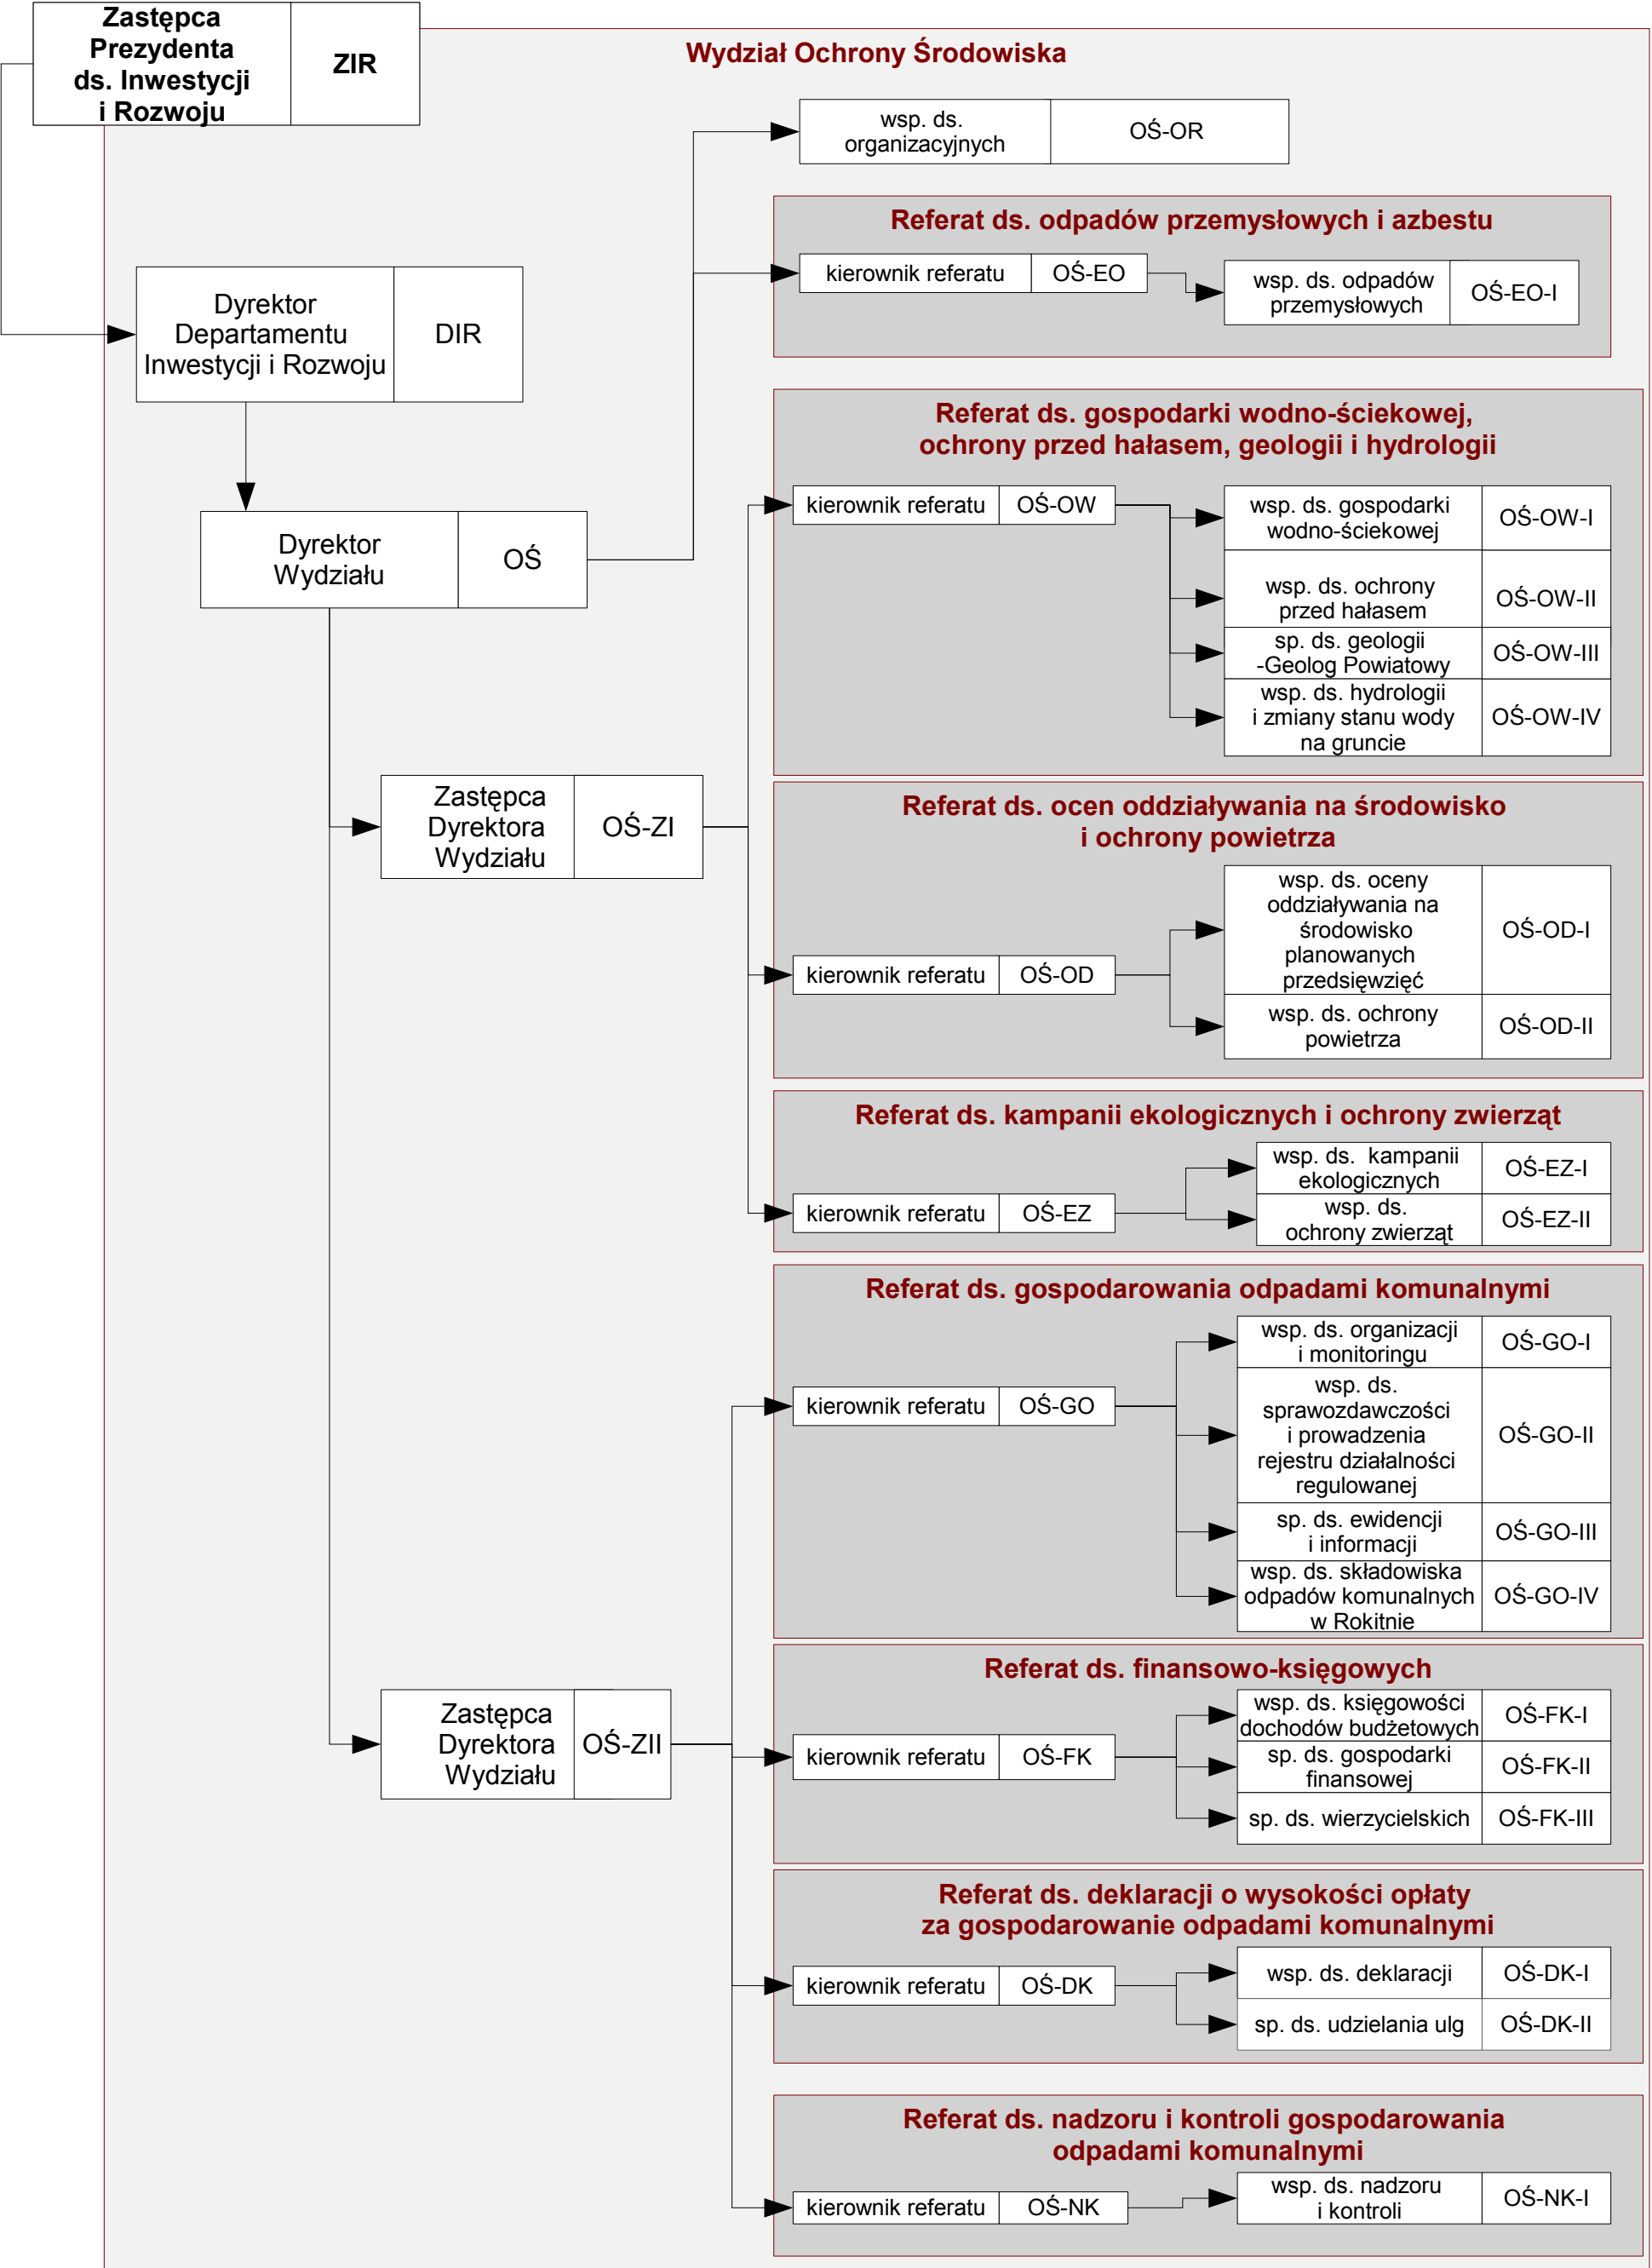 Zastępca
Prezydenta
ds. Inwestycji
i Rozwoju
ZIR
Wydział Ochrony Środowiska
wsp. ds.
organizacyjnych
OŚ-OR
Referat ds. odpadów przemysłowych i azbestu
kierownik referatu
OŚ-EO
wsp. ds. odpadów
przemysłowych
OŚ-EO-I
Dyrektor
Departamentu
Inwestycji i Rozwoju
DIR
Referat ds. gospodarki wodno-ściekowej,
ochrony przed hałasem, geologii i hydrologii
kierownik referatu
OŚ-OW
wsp. ds. gospodarki
wodno-ściekowej
OŚ-OW-I
wsp. ds. ochrony
przed hałasem
OŚ-OW-II
sp. ds. geologii
-Geolog Powiatowy
OŚ-OW-III
wsp. ds. hydrologii
i zmiany stanu wody
na gruncie
OŚ-OW-IV
Dyrektor
Wydziału
OŚ
Zastępca
Dyrektora
Wydziału
OŚ-ZI
Referat ds. ocen oddziaływania na środowisko
i ochrony powietrza
kierownik referatu
OŚ-OD
wsp. ds. oceny
oddziaływania na
środowisko
planowanych
przedsięwzięć
OŚ-OD-I
wsp. ds. ochrony
powietrza
OŚ-OD-II
Referat ds. kampanii ekologicznych i ochrony zwierząt
kierownik referatu
OŚ-EZ
wsp. ds. kampanii
ekologicznych
OŚ-EZ-I
wsp. ds.
ochrony zwierząt
OŚ-EZ-II
Referat ds. gospodarowania odpadami komunalnymi
kierownik referatu
OŚ-GO
wsp. ds. organizacji
i monitoringu
OŚ-GO-I
wsp. ds.
sprawozdawczości
i prowadzenia
rejestru działalności
regulowanej
OŚ-GO-II
sp. ds. ewidencji
i informacji
OŚ-GO-III
wsp. ds. składowiska
odpadów komunalnych
w Rokitnie
OŚ-GO-IV
Zastępca
Dyrektora
Wydziału
OŚ-ZII
Referat ds. finansowo-księgowych
kierownik referatu
OŚ-FK
wsp. ds. księgowości
dochodów budżetowych
OŚ-FK-I
sp. ds. gospodarki
finansowej
OŚ-FK-II
sp. ds. wierzycielskich
OŚ-FK-III
Referat ds. deklaracji o wysokości opłaty
za gospodarowanie odpadami komunalnymi
kierownik referatu
OŚ-DK
wsp. ds. deklaracji
OŚ-DK-I
sp. ds. udzielania ulg
OŚ-DK-II
Referat ds. nadzoru i kontroli gospodarowania
odpadami komunalnymi
kierownik referatu
OŚ-NK
wsp. ds. nadzoru
i kontroli
OŚ-NK-I